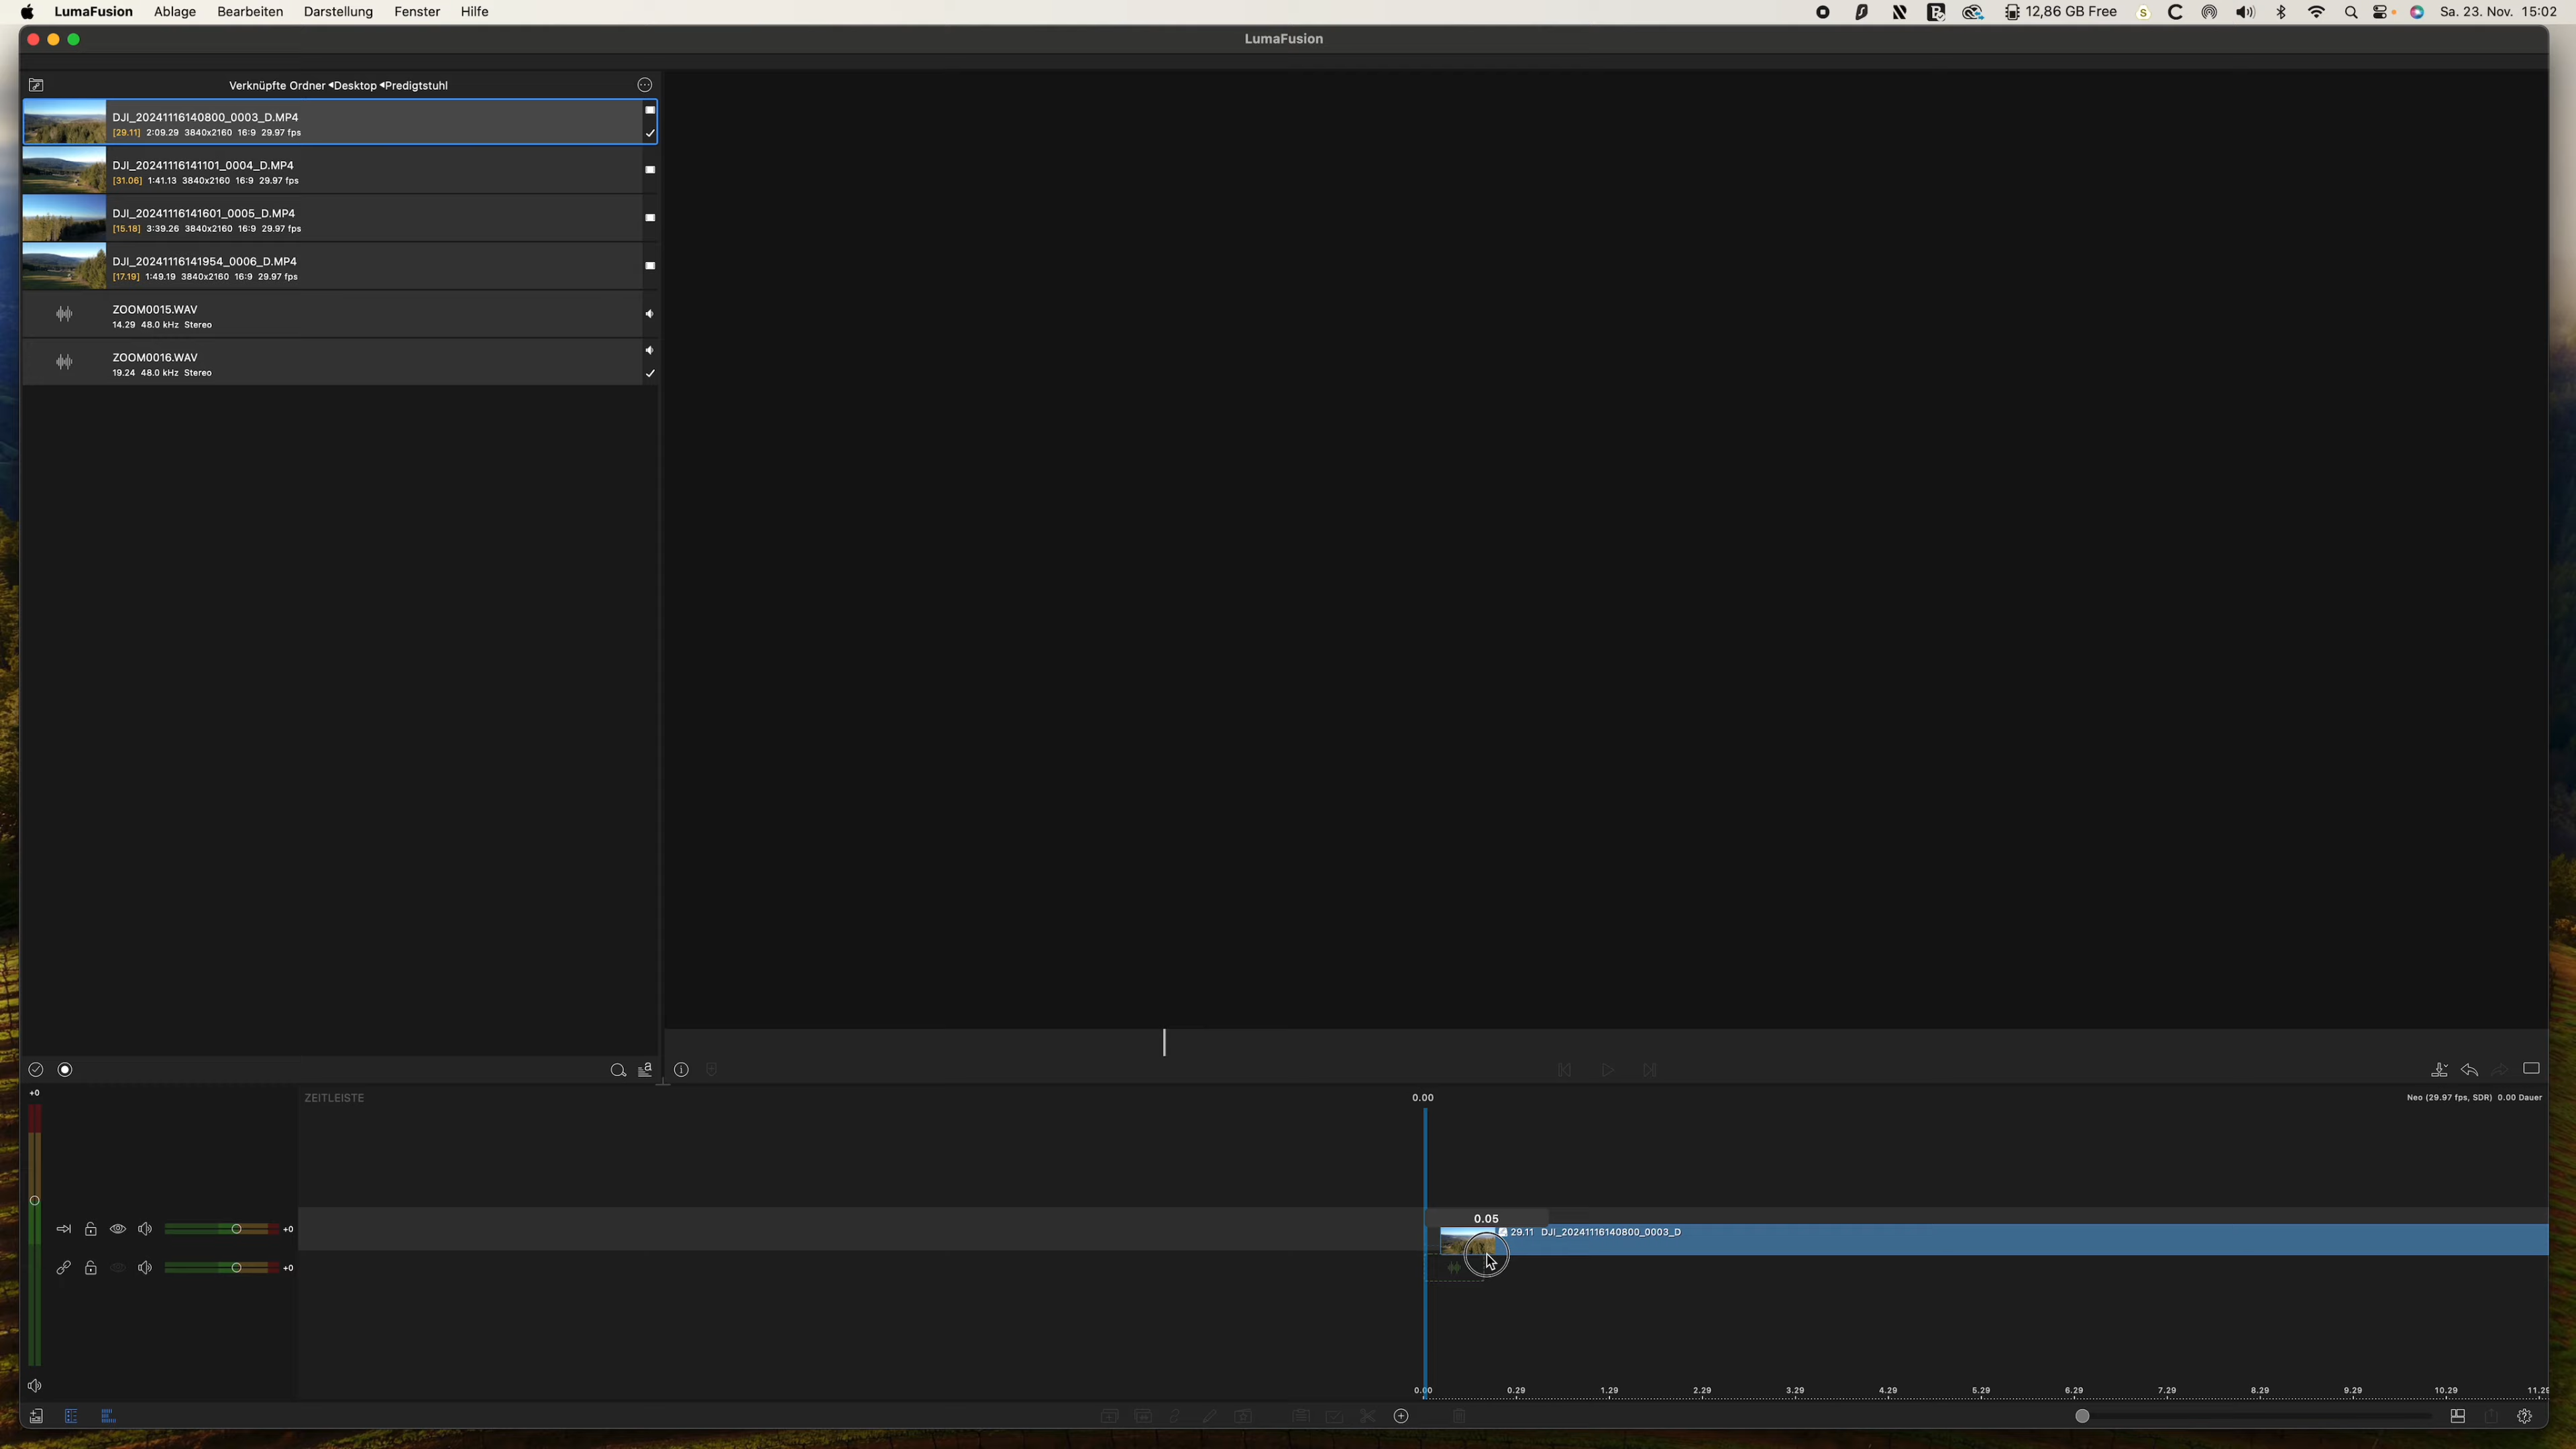 LumaFusion Ablage Bearbeiten Darstellung Fenster Hilfe 12,86 GB Free S Sa. 23. Nov. 15:02
LumaFusion
Verknüpfte Ordner ◂Desktop ◂Predigtstuhl
DJI_20241116140800_0003_D.MP4
[29.11] 2:09.29 3840x2160 16:9 29.97 fps
DJI_20241116141101_0004_D.MP4
[31.06] 1:41.13 3840x2160 16:9 29.97 fps
DJI_20241116141601_0005_D.MP4
[15.18] 3:39.26 3840x2160 16:9 29.97 fps
DJI_20241116141954_0006_D.MP4
[17.19] 1:49.19 3840x2160 16:9 29.97 fps
ZOOM0015.WAV
14.29 48.0 kHz Stereo
ZOOM0016.WAV
19.24 48.0 kHz Stereo
+0
ZEITLEISTE 0.00 Neo (29.97 fps, SDR) 0.00 Dauer
0.05
+0 29.11 DJI_20241116140800_0003_D
+0
0.00 0.29 1.29 2.29 3.29 4.29 5.29 6.29 7.29 8.29 9.29 10.29 11.29